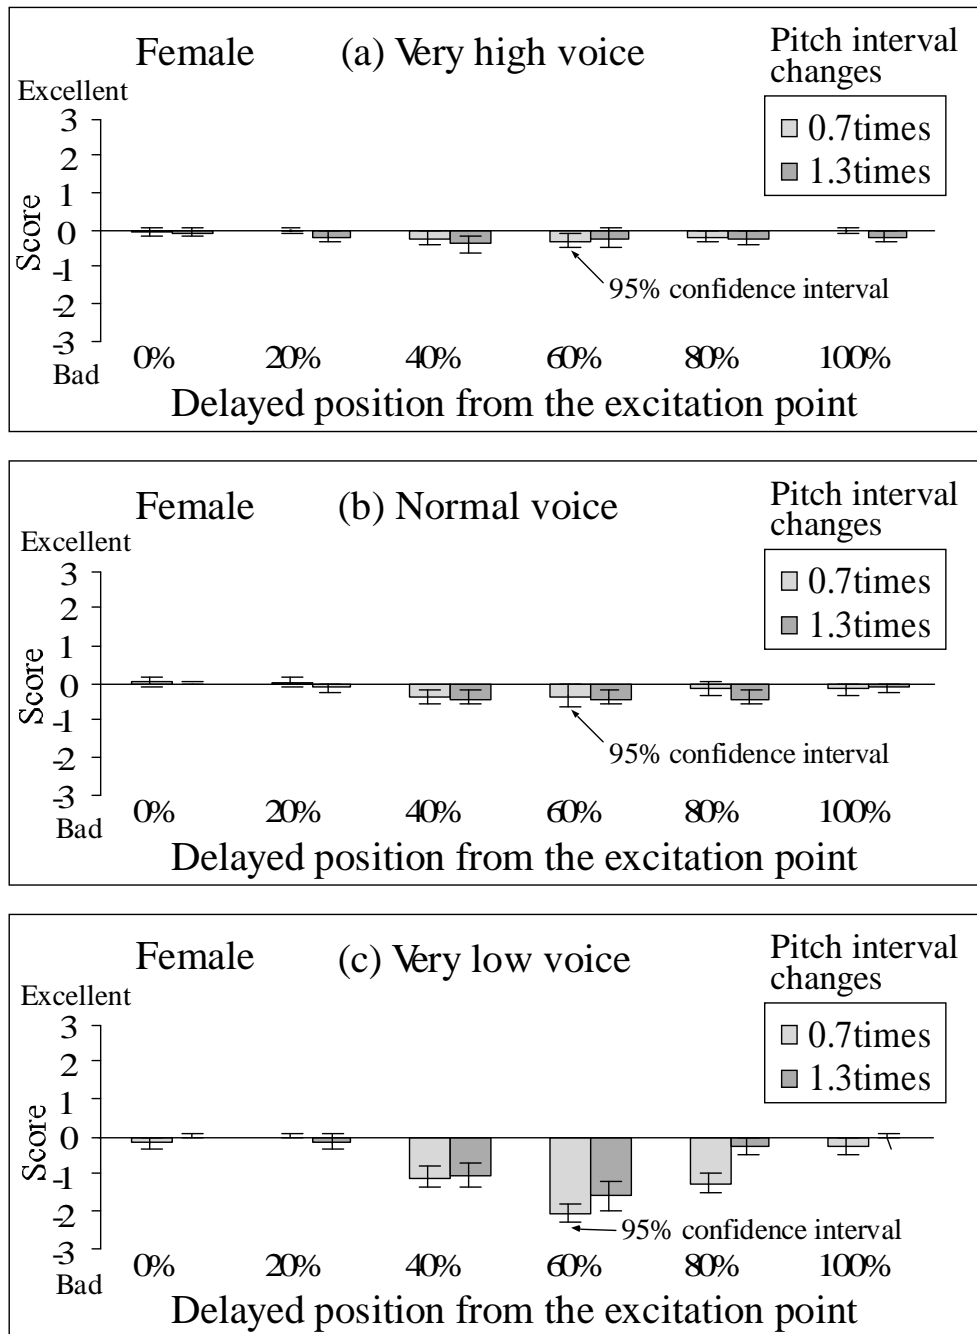 Female
(a) Very high voice
Pitch interval
changes
Excellent
0.7times
1.3times
3
2
1
0
-1
-2
-3
Score
95% confidence interval
Bad
0% 20% 40% 60% 80% 100%
Delayed position from the excitation point
Female
(b) Normal voice
Pitch interval
changes
Excellent
0.7times
1.3times
3
2
1
0
-1
-2
-3
Score
95% confidence interval
Bad
0% 20% 40% 60% 80% 100%
Delayed position from the excitation point
Female
(c) Very low voice
Pitch interval
changes
Excellent
0.7times
1.3times
3
2
1
0
-1
-2
-3
Score
95% confidence interval
Bad
0% 20% 40% 60% 80% 100%
Delayed position from the excitation point